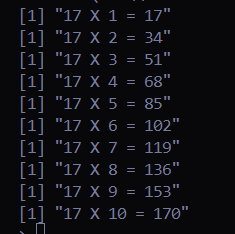 [1] "17 X 1 = 17"
[1] "17 X 2 = 34"
[1] "17 X 3 = 51"
[1] "17 X 4 = 68"
[1] "17 X 5 = 85"
[1] "17 X 6 = 102"
[1] "17 X 7 = 119"
[1] "17 X 8 = 136"
[1] "17 X 9 = 153"
[1] "17 X 10 = 170"